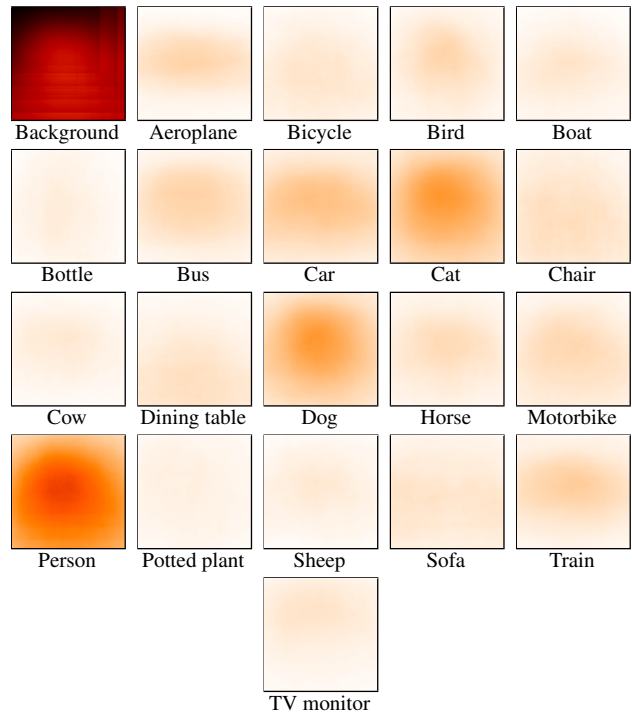 Background Aeroplane Bicycle Bird Boat
Bottle Bus Car Cat Chair
Cow Dining table Dog Horse Motorbike
Person Potted plant Sheep Sofa Train
TV monitor